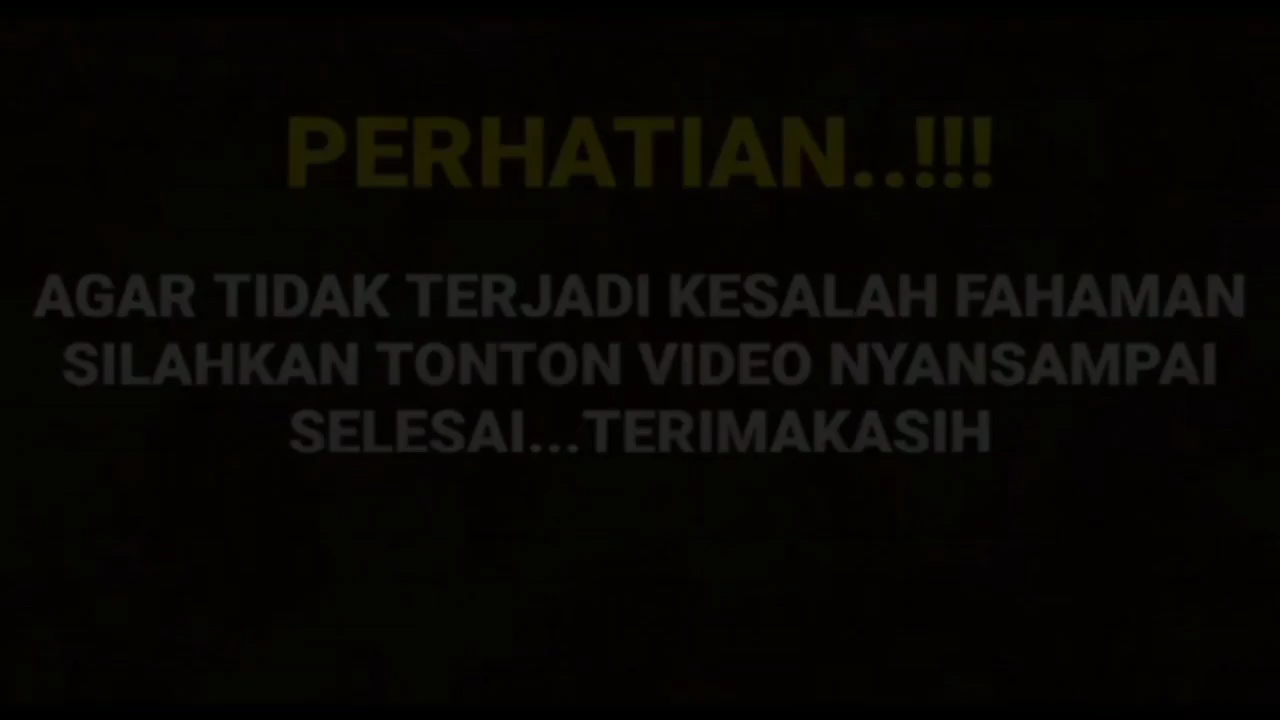 PERHATIAN..!!!
AGAR TIDAK TERJADI KESALAH FAHAMAN
SILAHKAN TONTON VIDEO NYANSAMPAI
SELESAI...TERIMAKASIH